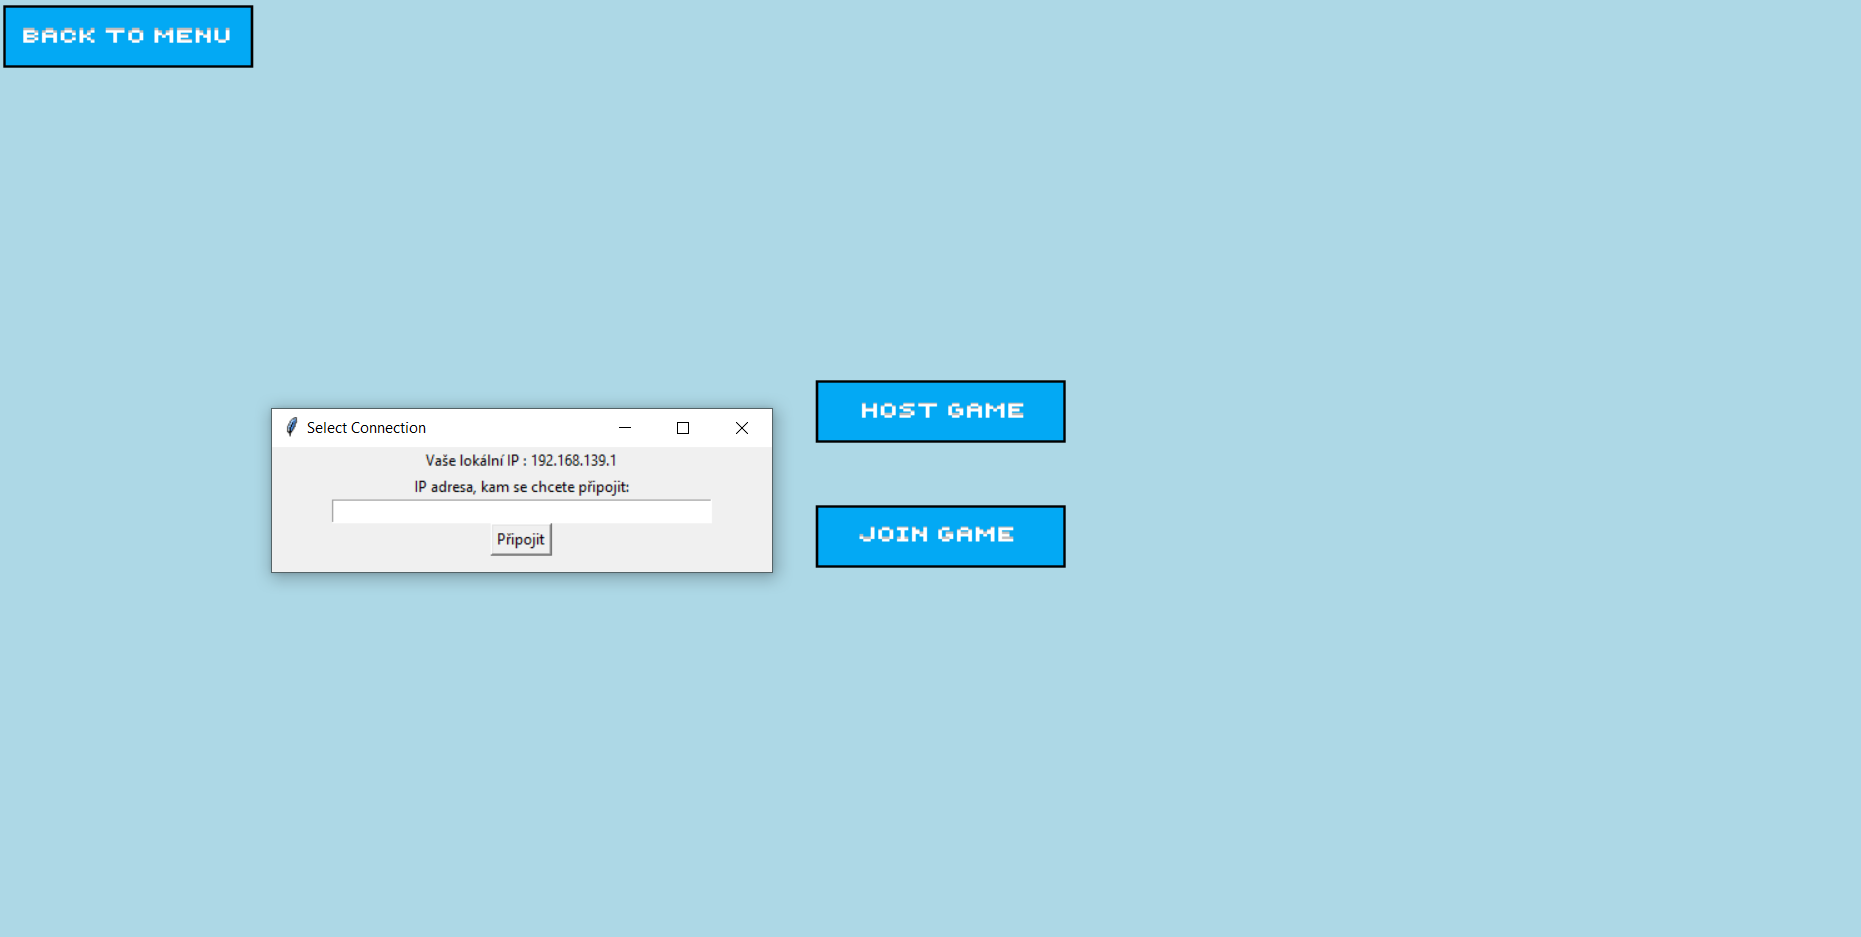 BACK TO MENU
Select Connection
Vaše lokální IP : 192.168.139.1
IP adresa, kam se chcete připojit:
Připojit
HOST GAME
JOIN GAME